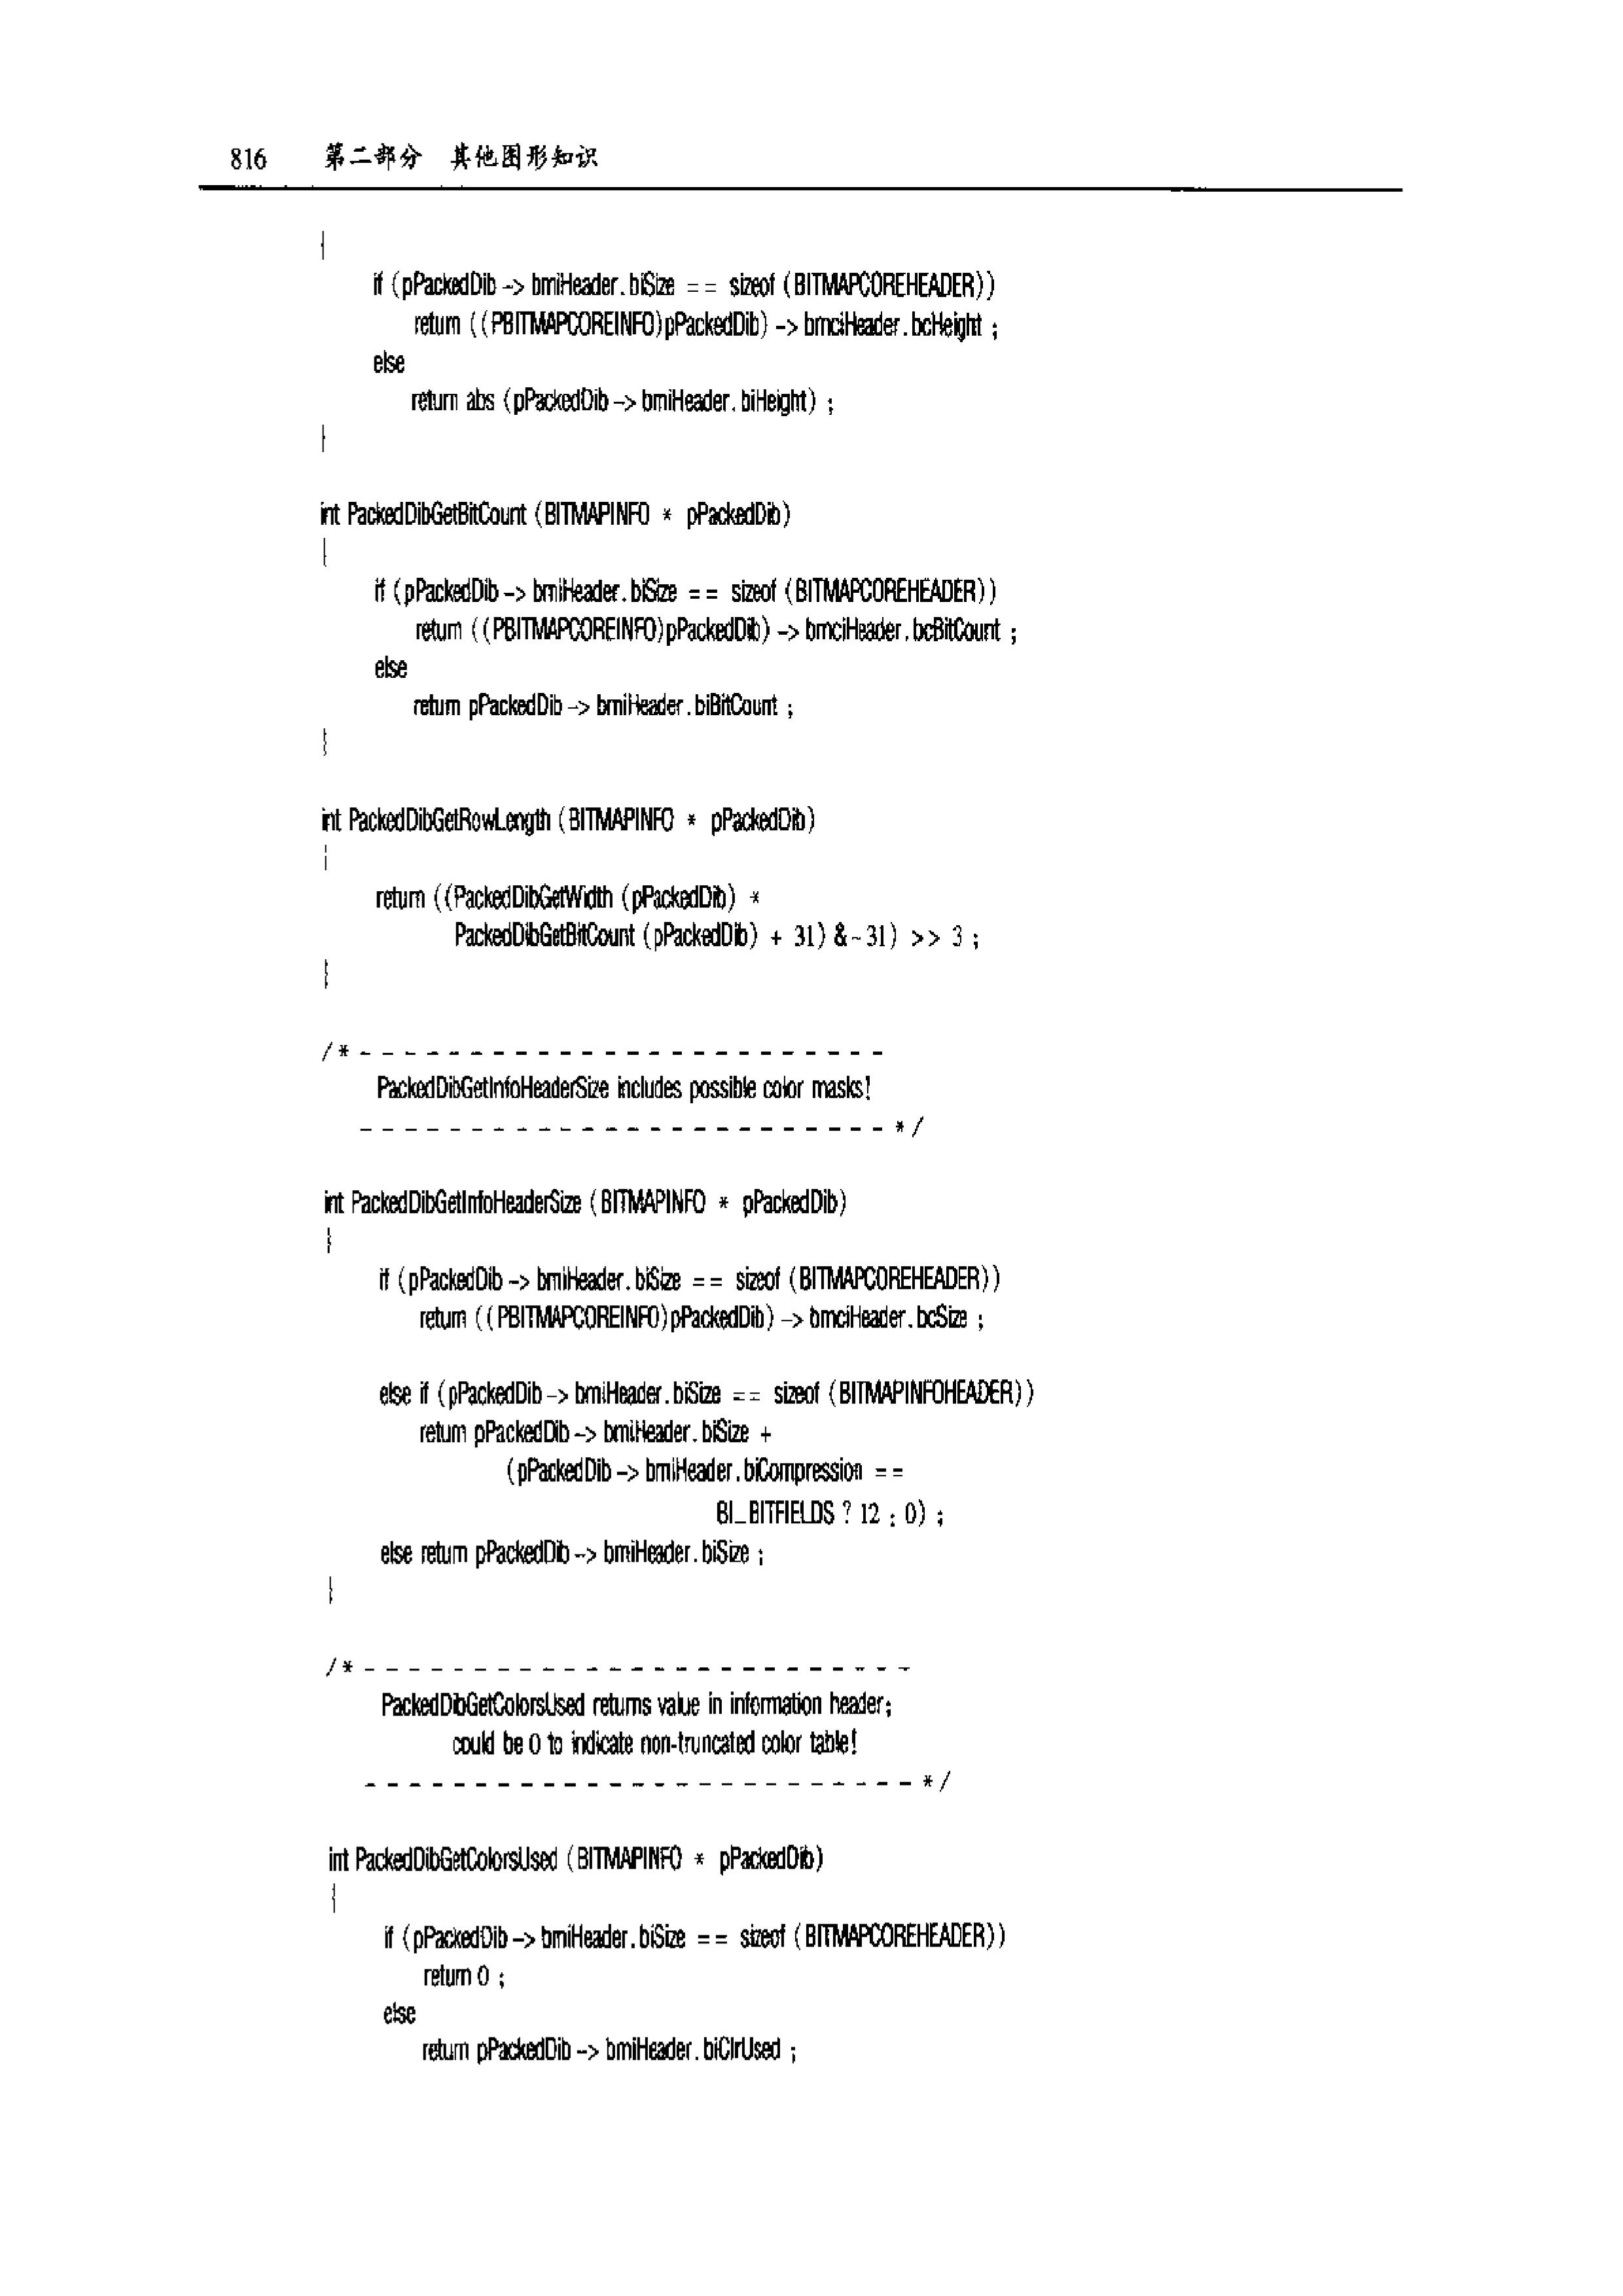 816 第二部分 其他图形知识
{
if (pPackedDib -> bmiHeader.biSize == sizeof (BITMAPCOREHEADER))
return ((PBITMAPCOREINFO)pPackedDib) -> bmciHeader.bcHeight ;
else
return abs (pPackedDib -> bmiHeader.biHeight) ;
}
int PackedDibGetBitCount (BITMAPINFO * pPackedDib)
{
if (pPackedDib -> bmiHeader.biSize == sizeof (BITMAPCOREHEADER))
return ((PBITMAPCOREINFO)pPackedDib) -> bmciHeader.bcBitCount ;
else
return pPackedDib -> bmiHeader.biBitCount ;
}
int PackedDibGetRowLength (BITMAPINFO * pPackedDib)
{
return ((PackedDibGetWidth (pPackedDib) *
PackedDibGetBitCount (pPackedDib) + 31) & ~31) >> 3 ;
}
/* - - - - - - - - - - - - - - - - - - - - - - - -
PackedDibGetInfoHeaderSize includes possible color masks!
- - - - - - - - - - - - - - - - - - - - - - - - */
int PackedDibGetInfoHeaderSize (BITMAPINFO * pPackedDib)
{
if (pPackedDib -> bmiHeader.biSize == sizeof (BITMAPCOREHEADER))
return ((PBITMAPCOREINFO)pPackedDib) -> bmciHeader.bcSize ;
else if (pPackedDib -> bmiHeader.biSize == sizeof (BITMAPINFOHEADER))
return pPackedDib -> bmiHeader.biSize +
(pPackedDib -> bmiHeader.biCompression ==
BI_BITFIELDS ? 12 : 0) ;
else return pPackedDib -> bmiHeader.biSize ;
}
/* - - - - - - - - - - - - - - - - - - - - - - - - -
PackedDibGetColorsUsed returns value in information header;
could be 0 to indicate non-truncated color table!
- - - - - - - - - - - - - - - - - - - - - - - - - */
int PackedDibGetColorsUsed (BITMAPINFO * pPackedDib)
{
if (pPackedDib -> bmiHeader.biSize == sizeof (BITMAPCOREHEADER))
return 0 ;
else
return pPackedDib -> bmiHeader.biClrUsed ;